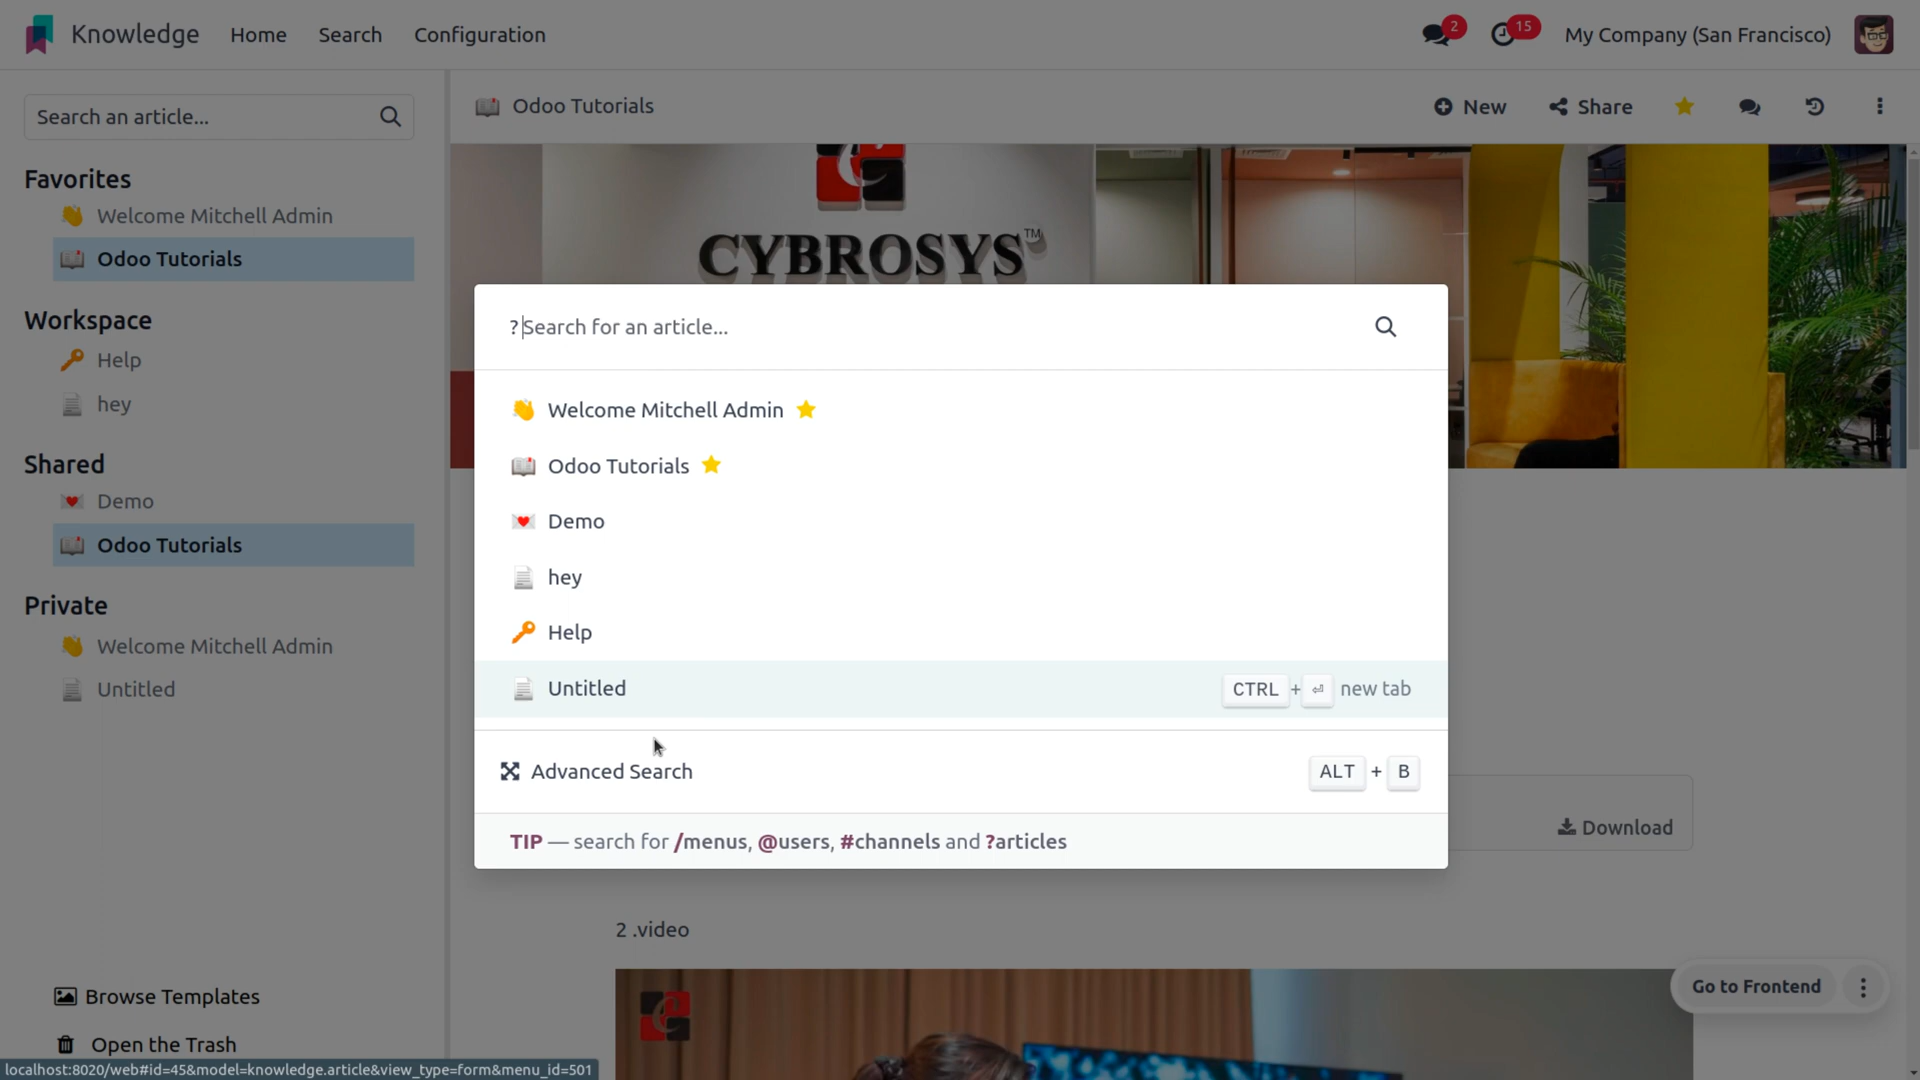 Knowledge Home Search Configuration 2 15 My Company (San Francisco)
Search an article...
Favorites
Welcome Mitchell Admin
Odoo Tutorials
Workspace
Help
hey
Shared
Demo
Odoo Tutorials
Private
Welcome Mitchell Admin
Untitled
Browse Templates
Open the Trash
localhost:8020/web#id=45&model=knowledge.article&view_type=form&menu_id=501
Odoo Tutorials New Share
CYBROSYS™
? Search for an article...
Welcome Mitchell Admin
Odoo Tutorials
Demo
hey
Help
Untitled CTRL + ⏎ new tab
Advanced Search ALT + B
TIP — search for /menus, @users, #channels and ?articles
Download
2 .video
Go to Frontend